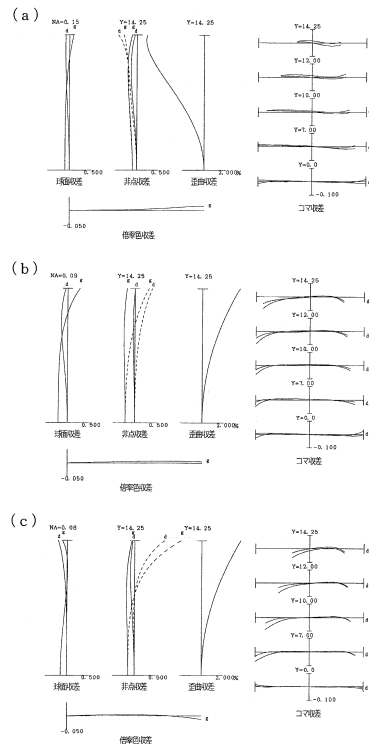 (a)
NA=0.15
g
d
Y=14.25
d
g
Y=14.25
Y=14.25
Y=12.00
Y=10.00
Y=7.00
Y=0.0
0.500
0.500
2.000%
球面収差
非点収差
歪曲収差
-0.100
コマ収差
g
-0.050
倍率色収差
(b)
NA=0.09
d
g
Y=14.25
g
d
Y=14.25
Y=14.25
Y=12.00
Y=10.00
Y=7.00
Y=0.0
d
d
d
d
d
0.500
0.500
2.000%
球面収差
非点収差
歪曲収差
-0.100
コマ収差
g
-0.050
倍率色収差
(c)
NA=0.08
d
g
Y=14.25
g
d
d
g
Y=14.25
Y=14.25
Y=12.00
Y=10.00
Y=7.00
Y=0.0
d
d
d
d
d
0.500
0.500
2.000%
球面収差
非点収差
歪曲収差
-0.100
コマ収差
g
-0.050
倍率色収差